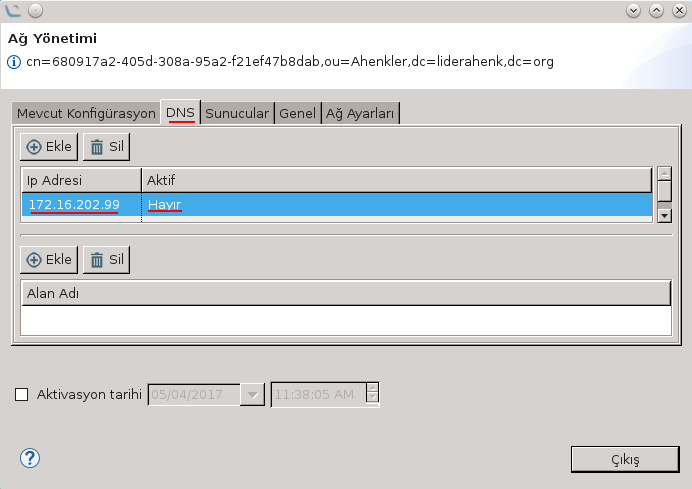 Ağ Yönetimi
cn=680917a2-405d-308a-95a2-f21ef47b8dab,ou=Ahenkler,dc=liderahenk,dc=org
Mevcut Konfigürasyon DNS Sunucular Genel Ağ Ayarları
Ekle Sil
Ip Adresi Aktif
172.16.202.99 Hayır
Ekle Sil
Alan Adı
Aktivasyon tarihi 05/04/2017 11:38:05 AM
Çıkış